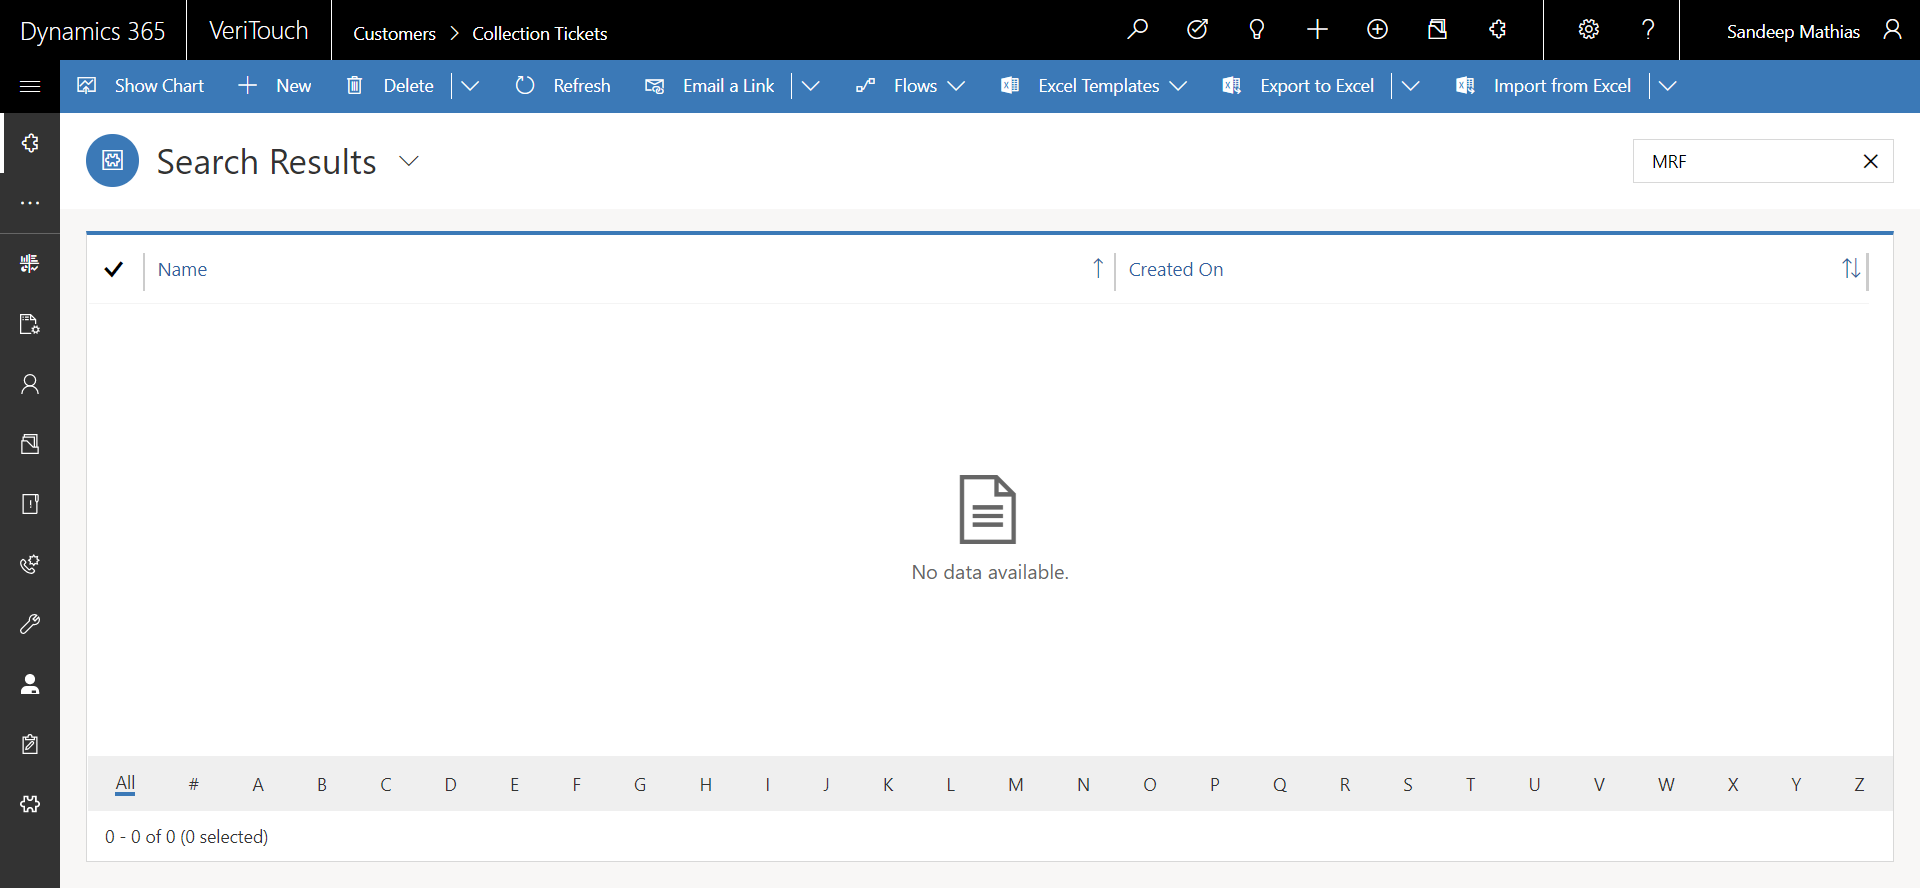 Dynamics 365 VeriTouch Customers > Collection Tickets Sandeep Mathias
Show Chart New Delete Refresh Email a Link Flows Excel Templates Export to Excel Import from Excel
Search Results MRF
Name Created On
No data available.
All # A B C D E F G H I J K L M N O P Q R S T U V W X Y Z
0 - 0 of 0 (0 selected)